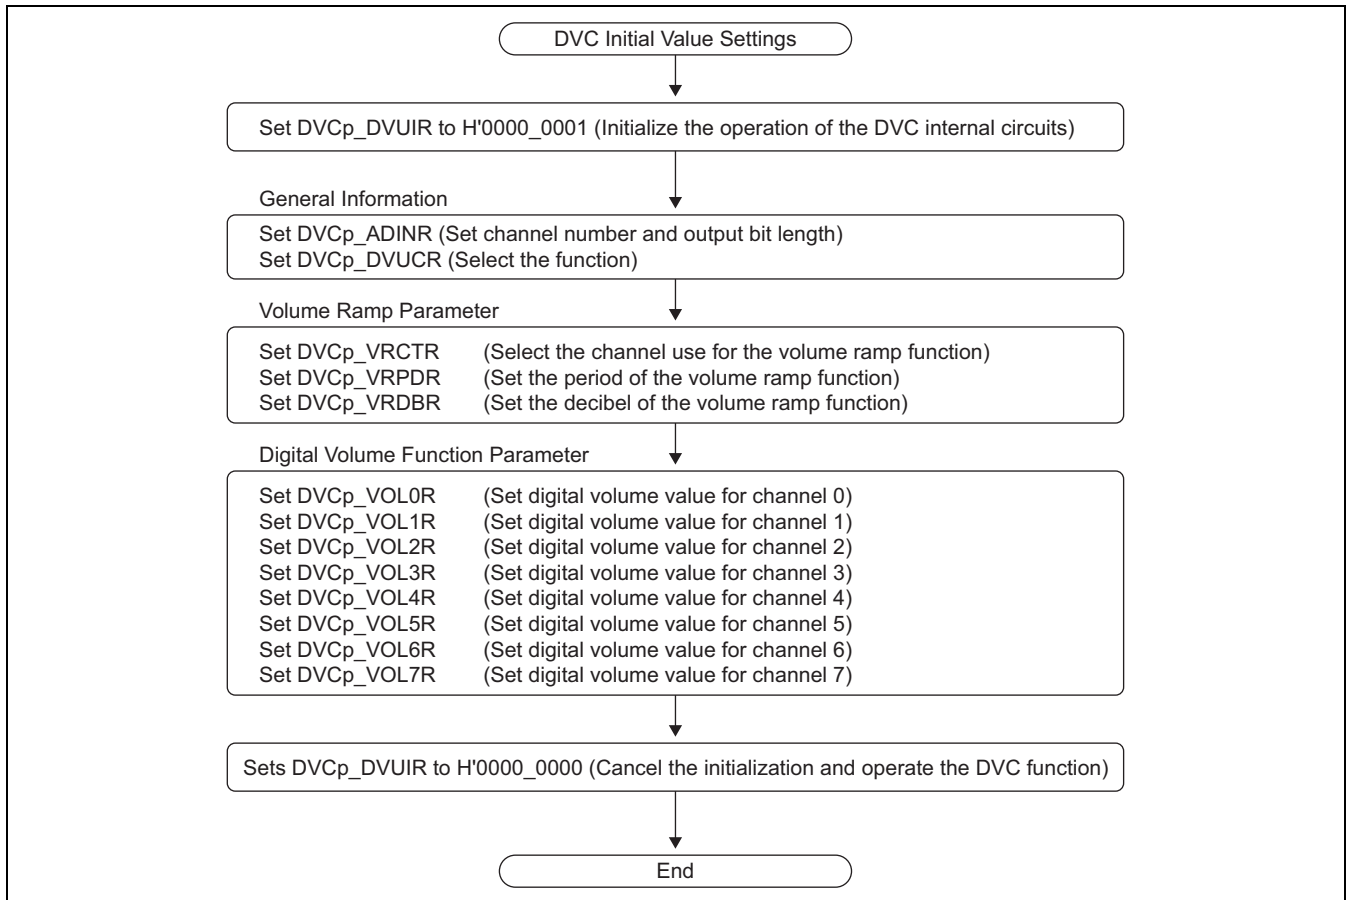 DVC Initial Value Settings
Set DVCp_DVUIR to H'0000_0001 (Initialize the operation of the DVC internal circuits)
General Information
Set DVCp_ADINR (Set channel number and output bit length)
Set DVCp_DVUCR (Select the function)
Volume Ramp Parameter
Set DVCp_VRCTR (Select the channel use for the volume ramp function)
Set DVCp_VRPDR (Set the period of the volume ramp function)
Set DVCp_VRDBR (Set the decibel of the volume ramp function)
Digital Volume Function Parameter
Set DVCp_VOL0R (Set digital volume value for channel 0)
Set DVCp_VOL1R (Set digital volume value for channel 1)
Set DVCp_VOL2R (Set digital volume value for channel 2)
Set DVCp_VOL3R (Set digital volume value for channel 3)
Set DVCp_VOL4R (Set digital volume value for channel 4)
Set DVCp_VOL5R (Set digital volume value for channel 5)
Set DVCp_VOL6R (Set digital volume value for channel 6)
Set DVCp_VOL7R (Set digital volume value for channel 7)
Sets DVCp_DVUIR to H'0000_0000 (Cancel the initialization and operate the DVC function)
End